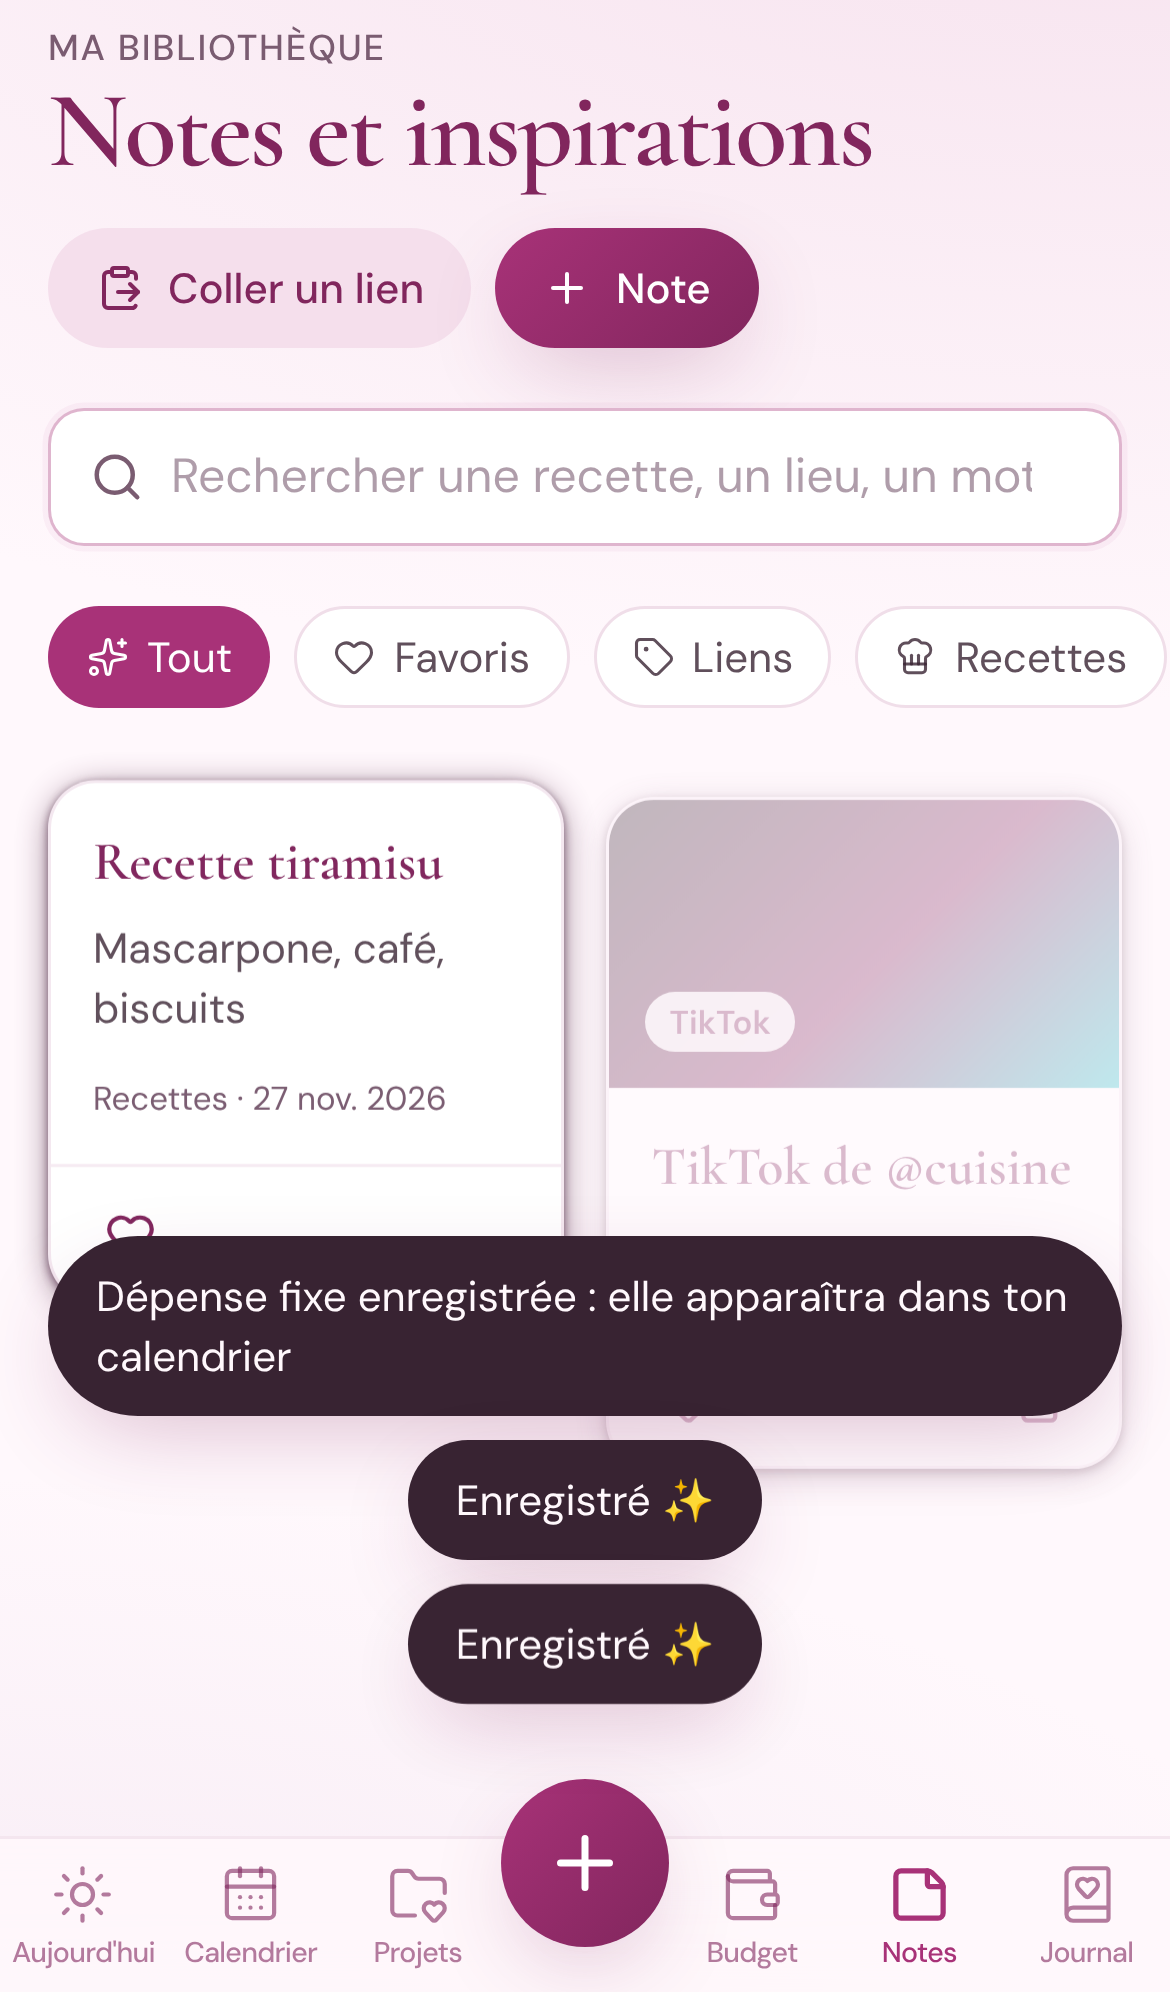 MA BIBLIOTHÈQUE
Notes et inspirations
Coller un lien
Note
Rechercher une recette, un lieu, un mot
Tout
Favoris
Liens
Recettes
Recette tiramisu
Mascarpone, café,
biscuits
Recettes · 27 nov. 2026
TikTok
TikTok de @cuisine
Dépense fixe enregistrée : elle apparaîtra dans ton
calendrier
Enregistré ✨
Enregistré ✨
Aujourd'hui
Calendrier
Projets
Budget
Notes
Journal